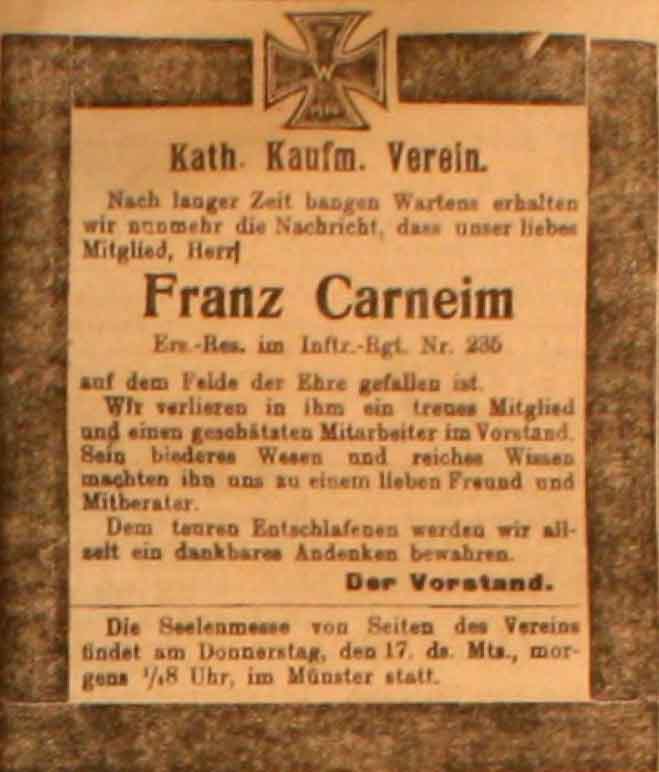 W
1914
Kath. Kaufm. Verein.
Nach langer Zeit bangen Wartens erhalten
wir nunmehr die Nachricht, dass unser liebes
Mitglied, Herr
Franz Carneim
Ers.-Res. im Inftr.-Rgt. Nr. 235
auf dem Felde der Ehre gefallen ist.
Wir verlieren in ihm ein treues Mitglied
und einen geschätzten Mitarbeiter im Vorstand.
Sein biederes Wesen und reiches Wissen
machten ihn uns zu einem lieben Freund und
Mitberater.
Dem teuren Entschlafenen werden wir all-
zeit ein dankbares Andenken bewahren.
Der Vorstand.
Die Seelenmesse von Seiten des Vereins
findet am Donnerstag, den 17. ds. Mts., mor-
gens ¼8 Uhr, im Münster statt.